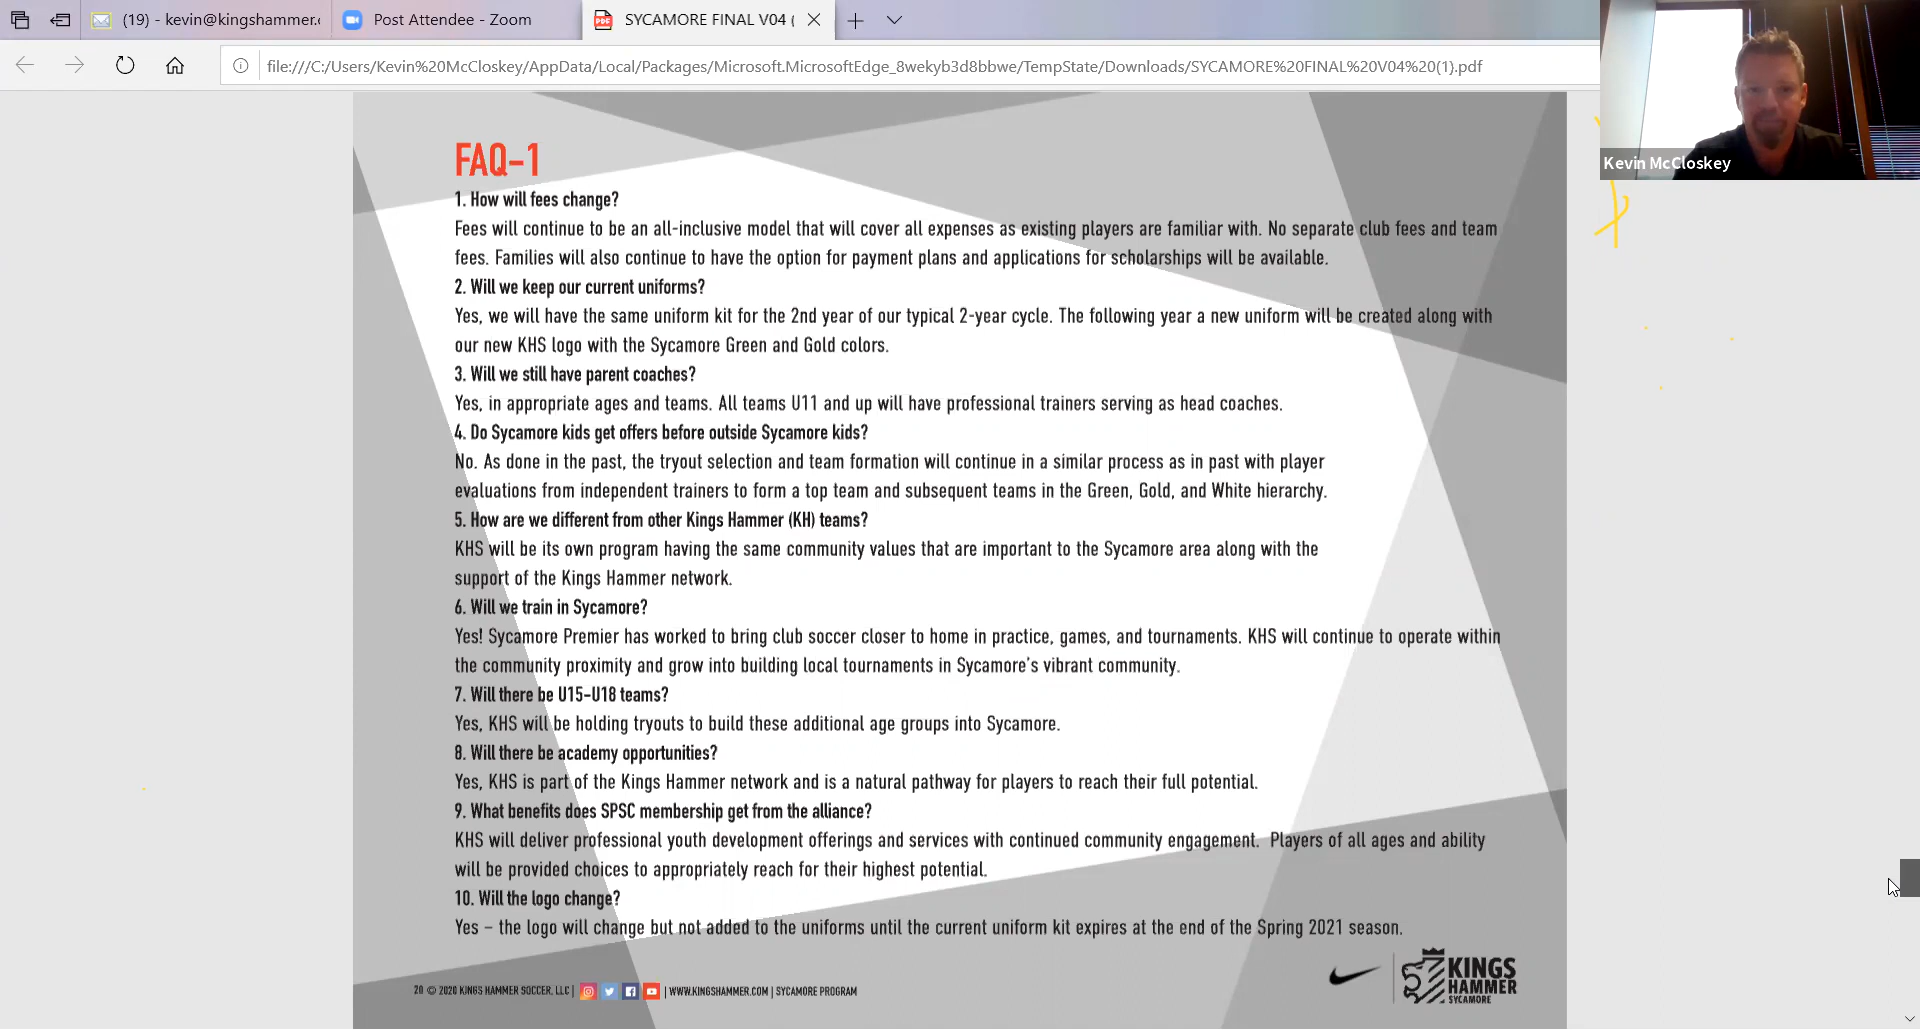 (19) - kevin@kingshammer.c
Post Attendee - Zoom
SYCAMORE FINAL V04 (
file:///C:/Users/Kevin%20McCloskey/AppData/Local/Packages/Microsoft.MicrosoftEdge_8wekyb3d8bbwe/TempState/Downloads/SYCAMORE%20FINAL%20V04%20(1).pdf
Kevin McCloskey
FAQ-1
1. How will fees change?
Fees will continue to be an all-inclusive model that will cover all expenses as existing players are familiar with. No separate club fees and team
fees. Families will also continue to have the option for payment plans and applications for scholarships will be available.
2. Will we keep our current uniforms?
Yes, we will have the same uniform kit for the 2nd year of our typical 2-year cycle. The following year a new uniform will be created along with
our new KHS logo with the Sycamore Green and Gold colors.
3. Will we still have parent coaches?
Yes, in appropriate ages and teams. All teams U11 and up will have professional trainers serving as head coaches.
4. Do Sycamore kids get offers before outside Sycamore kids?
No. As done in the past, the tryout selection and team formation will continue in a similar process as in past with player
evaluations from independent trainers to form a top team and subsequent teams in the Green, Gold, and White hierarchy.
5. How are we different from other Kings Hammer (KH) teams?
KHS will be its own program having the same community values that are important to the Sycamore area along with the
support of the Kings Hammer network.
6. Will we train in Sycamore?
Yes! Sycamore Premier has worked to bring club soccer closer to home in practice, games, and tournaments. KHS will continue to operate within
the community proximity and grow into building local tournaments in Sycamore's vibrant community.
7. Will there be U15-U18 teams?
Yes, KHS will be holding tryouts to build these additional age groups into Sycamore.
8. Will there be academy opportunities?
Yes, KHS is part of the Kings Hammer network and is a natural pathway for players to reach their full potential.
9. What benefits does SPSC membership get from the alliance?
KHS will deliver professional youth development offerings and services with continued community engagement. Players of all ages and ability
will be provided choices to appropriately reach for their highest potential.
10. Will the logo change?
Yes – the logo will change but not added to the uniforms until the current uniform kit expires at the end of the Spring 2021 season.
20 © 2020 KINGS HAMMER SOCCER, LLC | | WWW.KINGSHAMMER.COM | SYCAMORE PROGRAM
KINGS
HAMMER
SYCAMORE